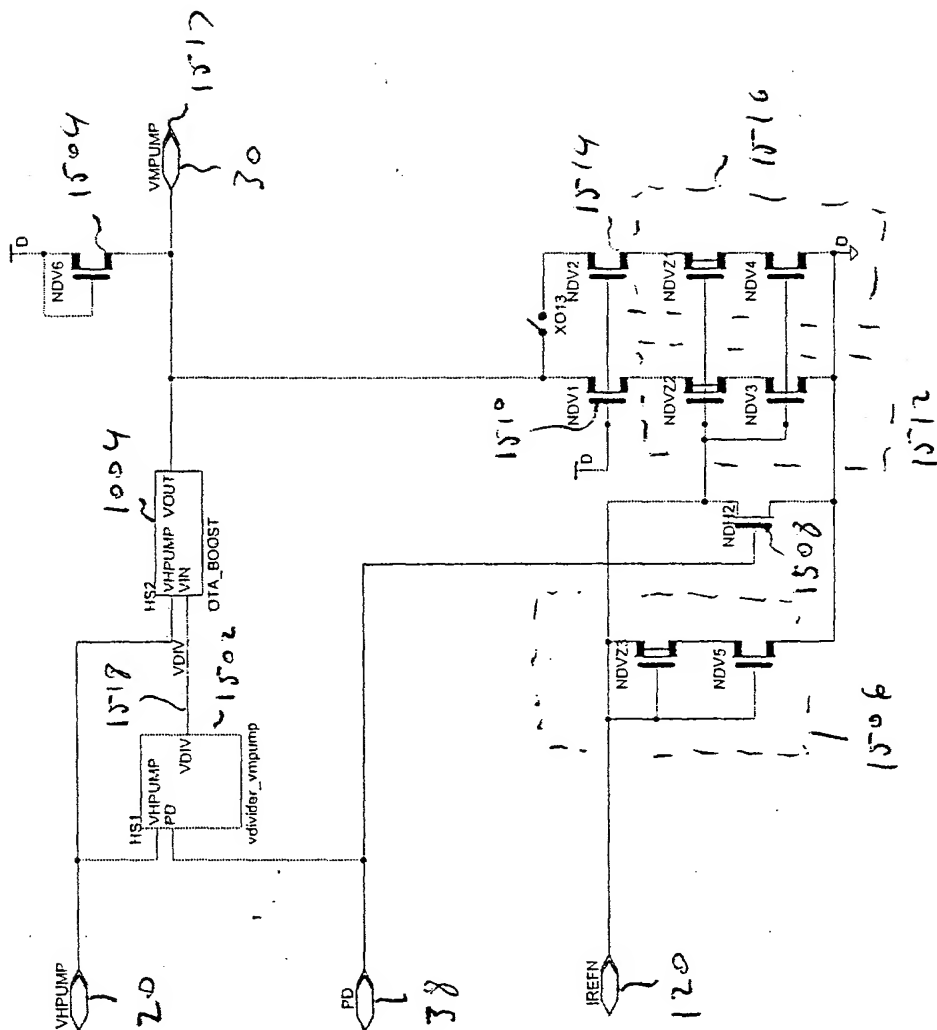 VHPUMP
20
HS1
VHPUMP
PD
VDIV
vdivider_vmpump
1502
1518
VDIV
HS2
VHPUMP VOUT
VIN
OTA_BOOST
1004
D
NDV6
1504
VMPUMP
1517
30
PD
38
IREFN
120
NDVZ3
NDV5
1506
NDH2
1508
D
1510
NDV1
XO13
NDV2
1514
1516
NDVZ2
NDVZ1
NDV3
NDV4
D
1512